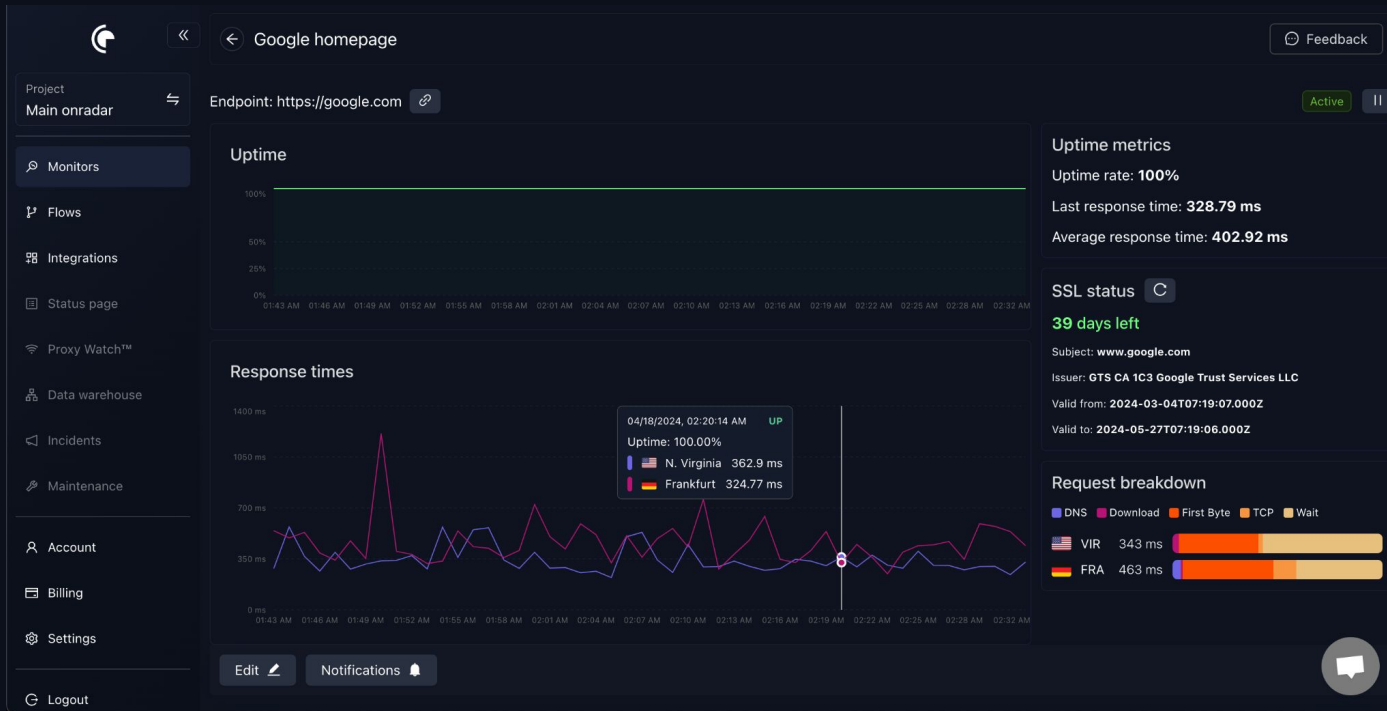 Google homepage
Feedback
Project
Main onradar
Endpoint: https://google.com
Active
Monitors
Flows
Integrations
Status page
Proxy Watch™
Data warehouse
Incidents
Maintenance
Account
Billing
Settings
Logout
Uptime
100%
50%
25%
0%
01:43 AM 01:46 AM 01:49 AM 01:52 AM 01:55 AM 01:58 AM 02:01 AM 02:04 AM 02:07 AM 02:10 AM 02:13 AM 02:16 AM 02:19 AM 02:22 AM 02:25 AM 02:28 AM 02:32 AM
Response times
1400 ms
1050 ms
700 ms
350 ms
0 ms
04/18/2024, 02:20:14 AM UP
Uptime: 100.00%
N. Virginia 362.9 ms
Frankfurt 324.77 ms
01:43 AM 01:46 AM 01:49 AM 01:52 AM 01:55 AM 01:58 AM 02:01 AM 02:04 AM 02:07 AM 02:10 AM 02:13 AM 02:16 AM 02:19 AM 02:22 AM 02:25 AM 02:28 AM 02:32 AM
Edit
Notifications
Uptime metrics
Uptime rate: 100%
Last response time: 328.79 ms
Average response time: 402.92 ms
SSL status
39 days left
Subject: www.google.com
Issuer: GTS CA 1C3 Google Trust Services LLC
Valid from: 2024-03-04T07:19:07.000Z
Valid to: 2024-05-27T07:19:06.000Z
Request breakdown
DNS Download First Byte TCP Wait
VIR 343 ms
FRA 463 ms